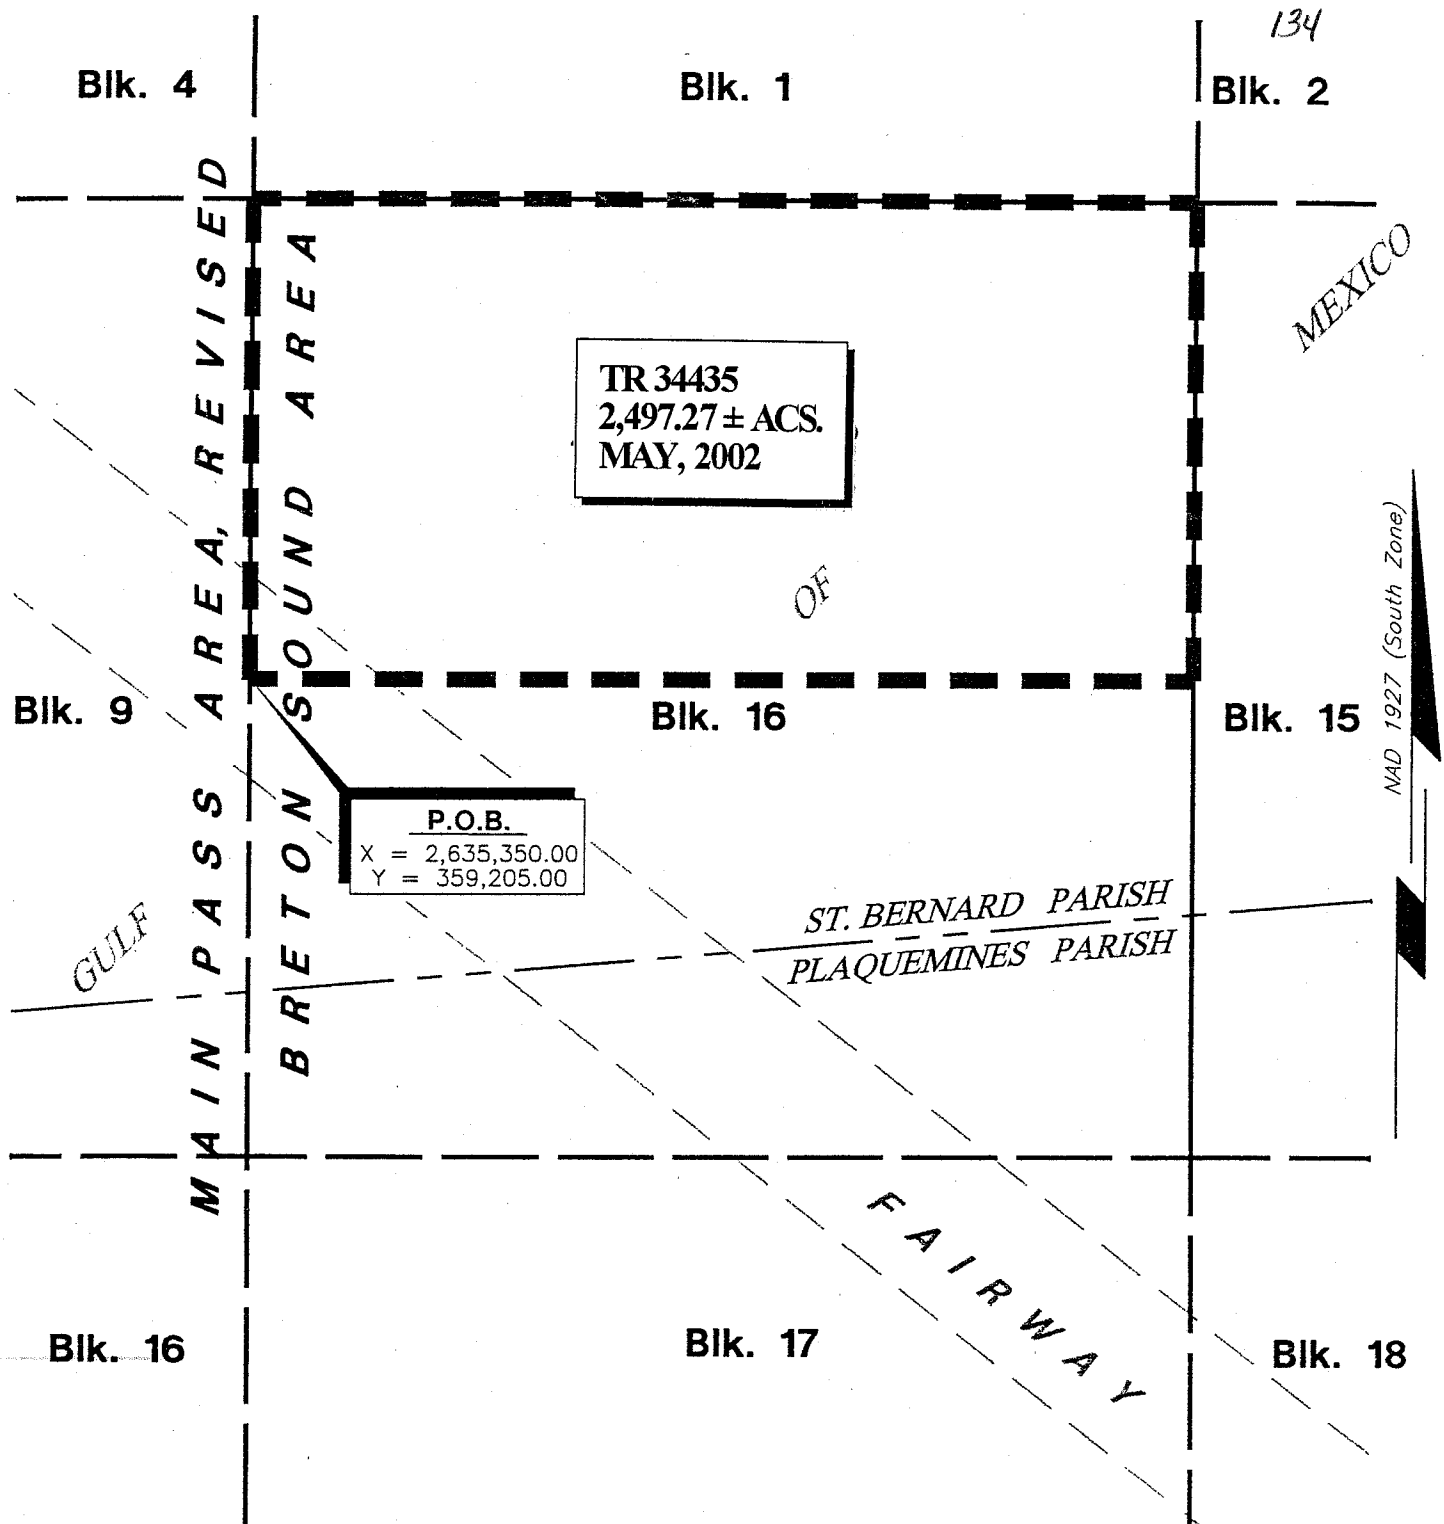 134
Blk. 4
Blk. 1
Blk. 2
MAIN PASS AREA, REVISED
BRETON SOUND AREA
MEXICO
TR 34435
2,497.27 ± ACS.
MAY, 2002
OF
NAD 1927 (South Zone)
Blk. 9
Blk. 16
Blk. 15
P.O.B.
X = 2,635,350.00
Y = 359,205.00
GULF
ST. BERNARD PARISH
PLAQUEMINES PARISH
FAIRWAY
Blk. 16
Blk. 17
Blk. 18